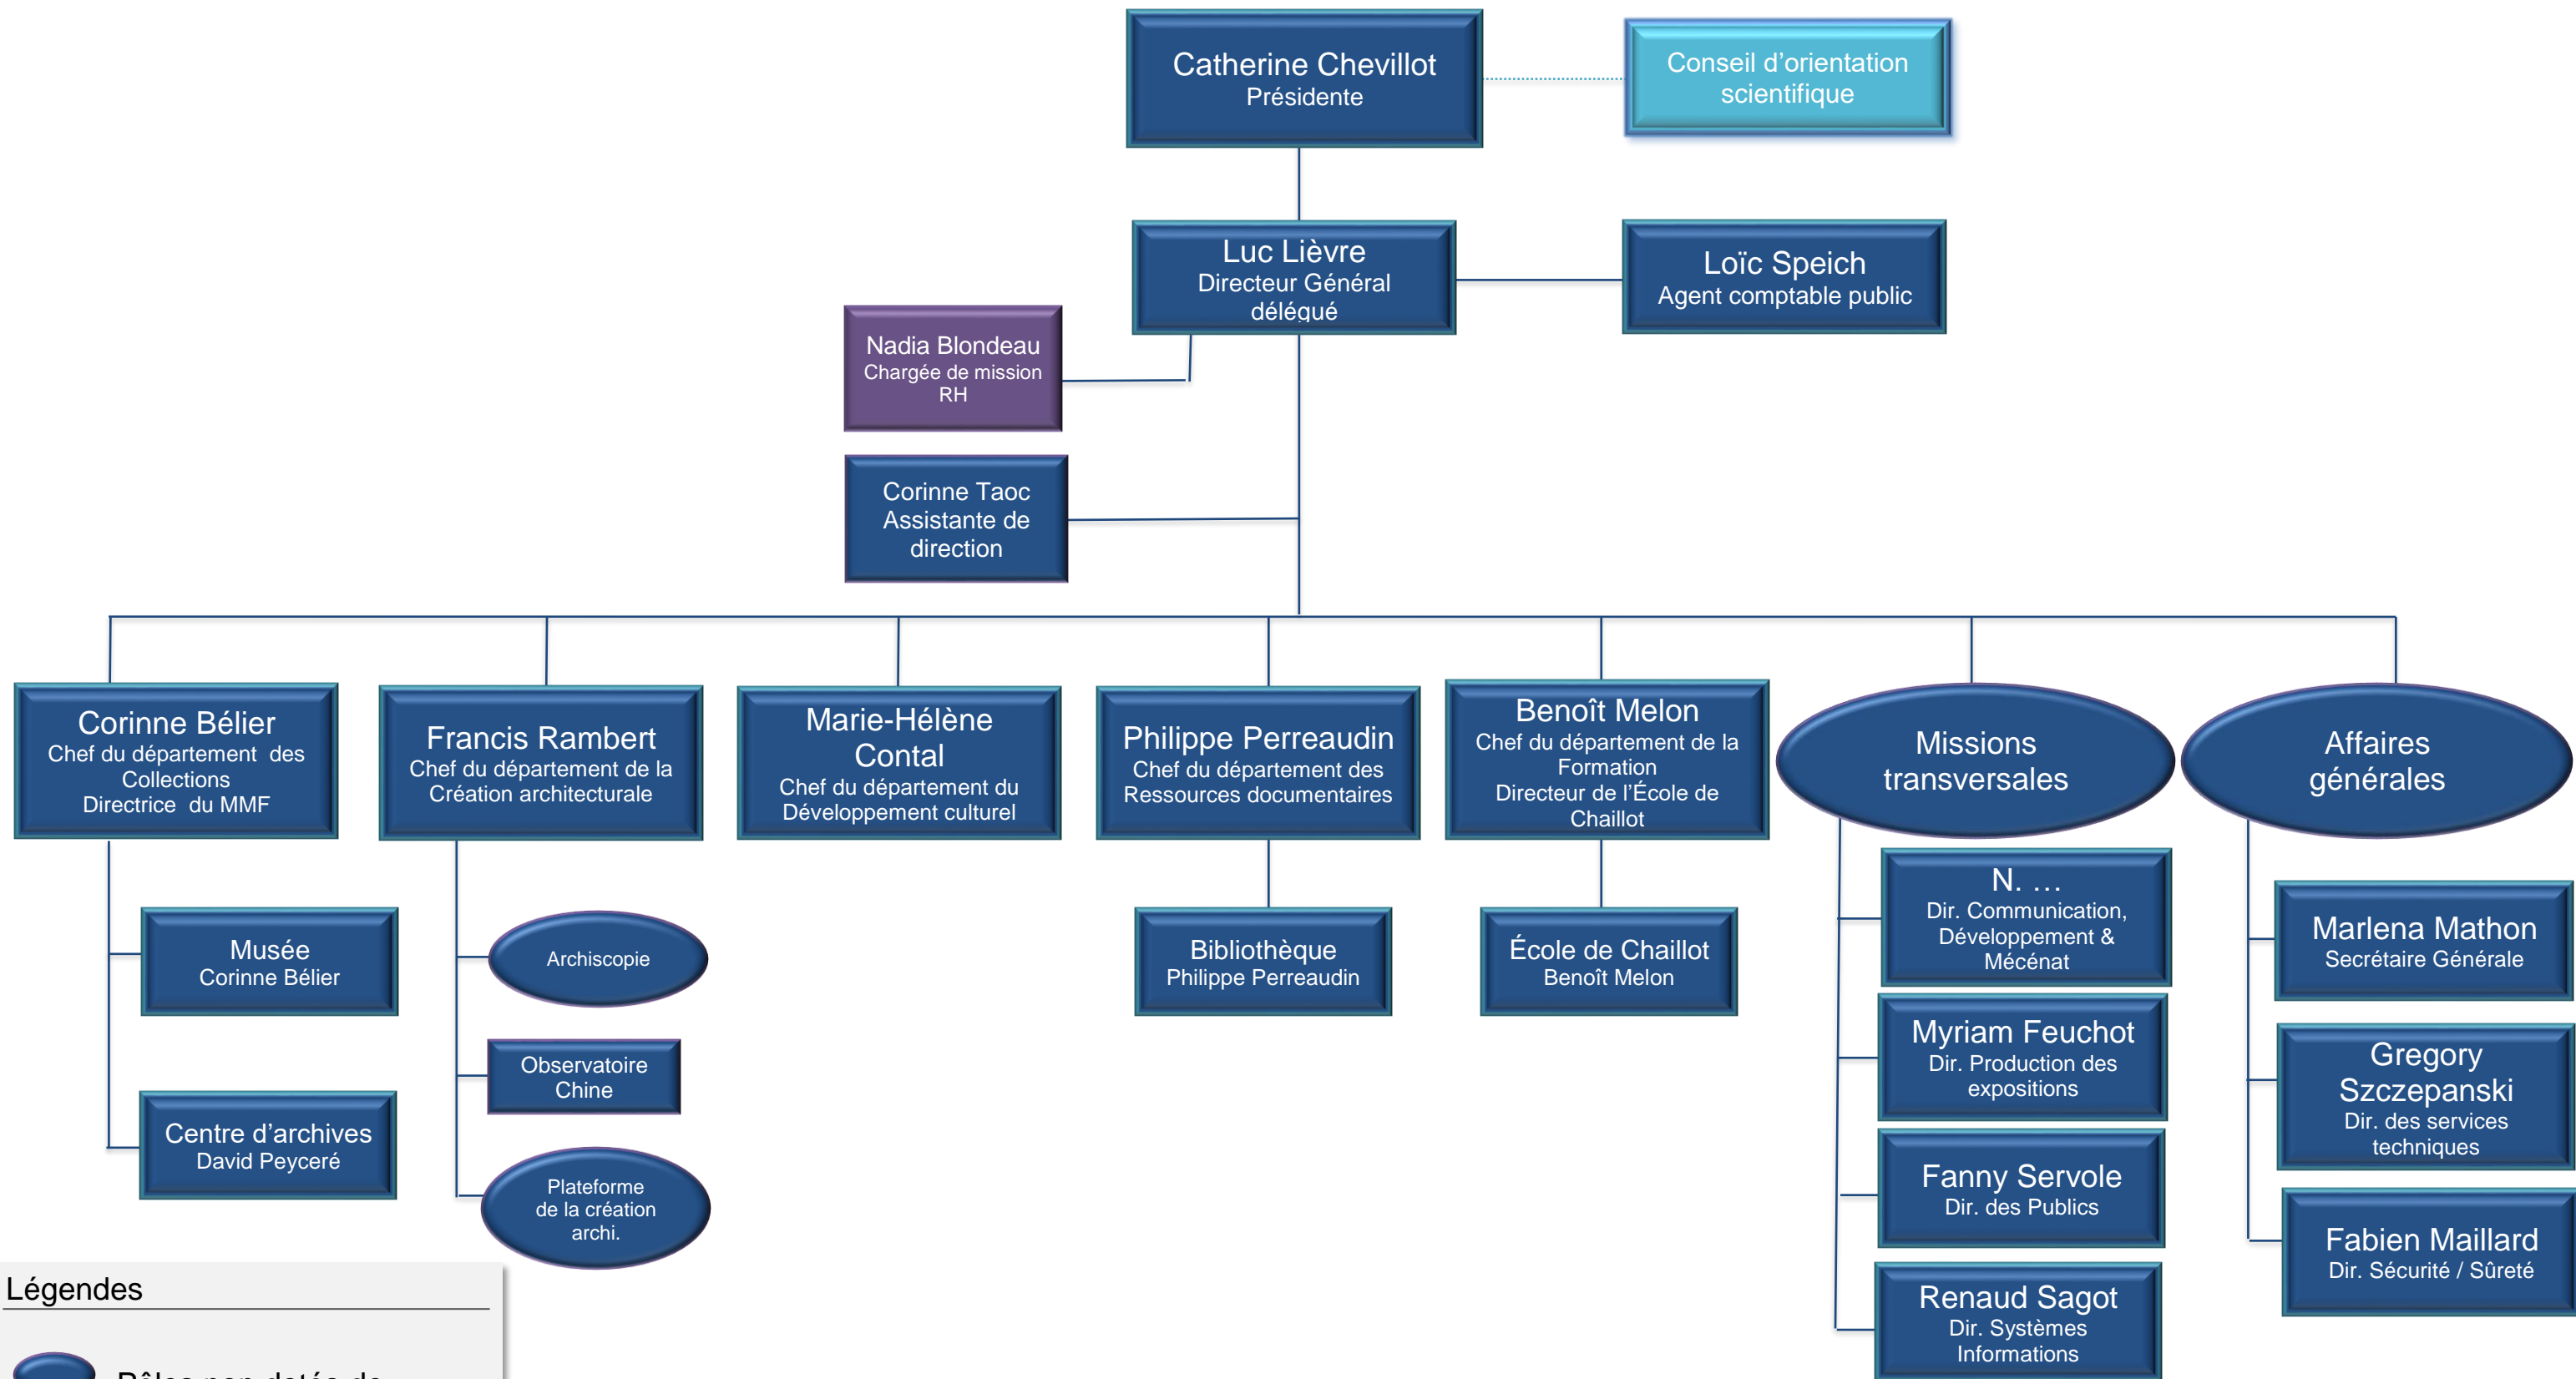 Catherine Chevillot
Présidente
Conseil d'orientation
scientifique
Luc Lièvre
Directeur Général
délégué
Loïc Speich
Agent comptable public
Nadia Blondeau
Chargée de mission
RH
Corinne Taoc
Assistante de
direction
Corinne Bélier
Chef du département des
Collections
Directrice du MMF
Francis Rambert
Chef du département de la
Création architecturale
Marie-Hélène
Contal
Chef du département du
Développement culturel
Philippe Perreaudin
Chef du département des
Ressources documentaires
Benoît Melon
Chef du département de la
Formation
Directeur de l'École de
Chaillot
Missions
transversales
Affaires
générales
Musée
Corinne Bélier
Centre d'archives
David Peyceré
Archiscopie
Observatoire
Chine
Plateforme
de la création
archi.
Bibliothèque
Philippe Perreaudin
École de Chaillot
Benoît Melon
N. …
Dir. Communication,
Développement &
Mécénat
Myriam Feuchot
Dir. Production des
expositions
Fanny Servole
Dir. des Publics
Renaud Sagot
Dir. Systèmes
Informations
Marlena Mathon
Secrétaire Générale
Gregory
Szczepanski
Dir. des services
techniques
Fabien Maillard
Dir. Sécurité / Sûreté
Légendes
Pôles non dotés de